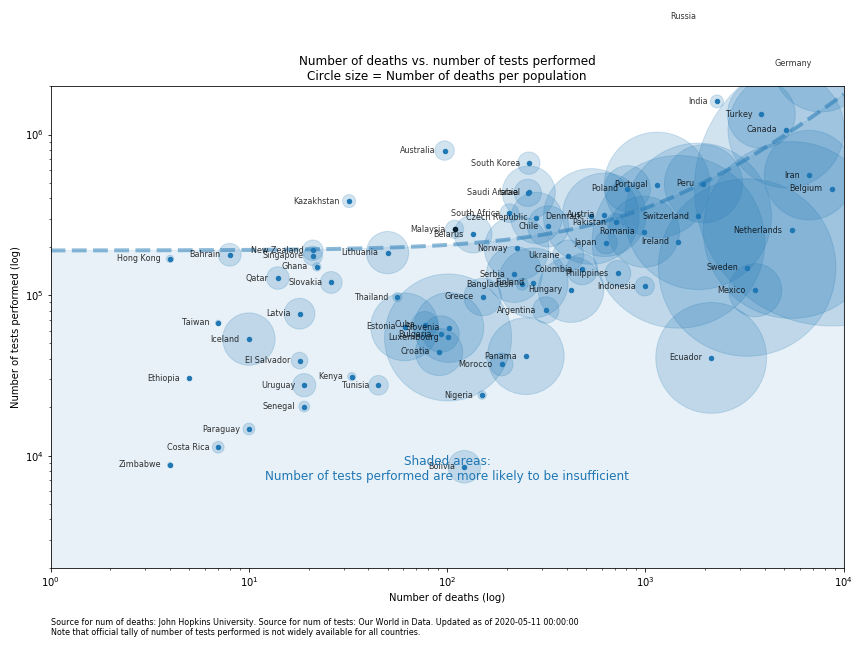 Russia
Germany
Number of deaths vs. number of tests performed
Circle size = Number of deaths per population
India
Turkey
Canada
Australia
South Korea
Iran
Belgium
Saudi Arabia
Israel
Poland
Portugal
Peru
Kazakhstan
South Africa
Czech Republic
Denmark
Austria
Pakistan
Switzerland
Malaysia
Belarus
Chile
Romania
Netherlands
Japan
Ireland
Hong Kong
Bahrain
New Zealand
Singapore
Lithuania
Norway
Ukraine
Ghana
Colombia
Philippines
Sweden
Qatar
Slovakia
Serbia
Bangladesh
Finland
Hungary
Indonesia
Mexico
Thailand
Greece
Argentina
Latvia
Taiwan
Estonia
Cuba
Slovenia
Bulgaria
Luxembourg
Iceland
Croatia
El Salvador
Panama
Morocco
Ecuador
Ethiopia
Kenya
Uruguay
Tunisia
Nigeria
Senegal
Paraguay
Costa Rica
Zimbabwe
Bolivia
Shaded areas:
Number of tests performed are more likely to be insufficient
Number of tests performed (log)
10⁶
10⁵
10⁴
10⁰ 10¹ 10² 10³ 10⁴
Number of deaths (log)
Source for num of deaths: John Hopkins University. Source for num of tests: Our World in Data. Updated as of 2020-05-11 00:00:00
Note that official tally of number of tests performed is not widely available for all countries.